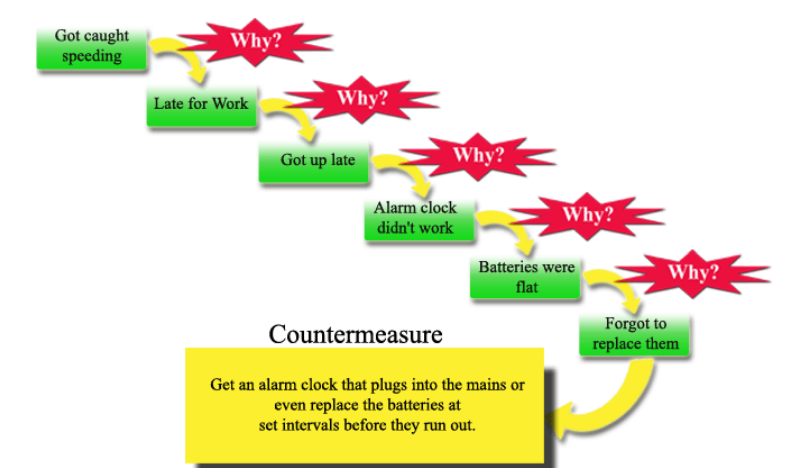 Got caught
speeding
Why?
Late for Work
Why?
Got up late
Why?
Alarm clock
didn't work
Why?
Batteries were
flat
Why?
Forgot to
replace them
Countermeasure
Get an alarm clock that plugs into the mains or
even replace the batteries at
set intervals before they run out.